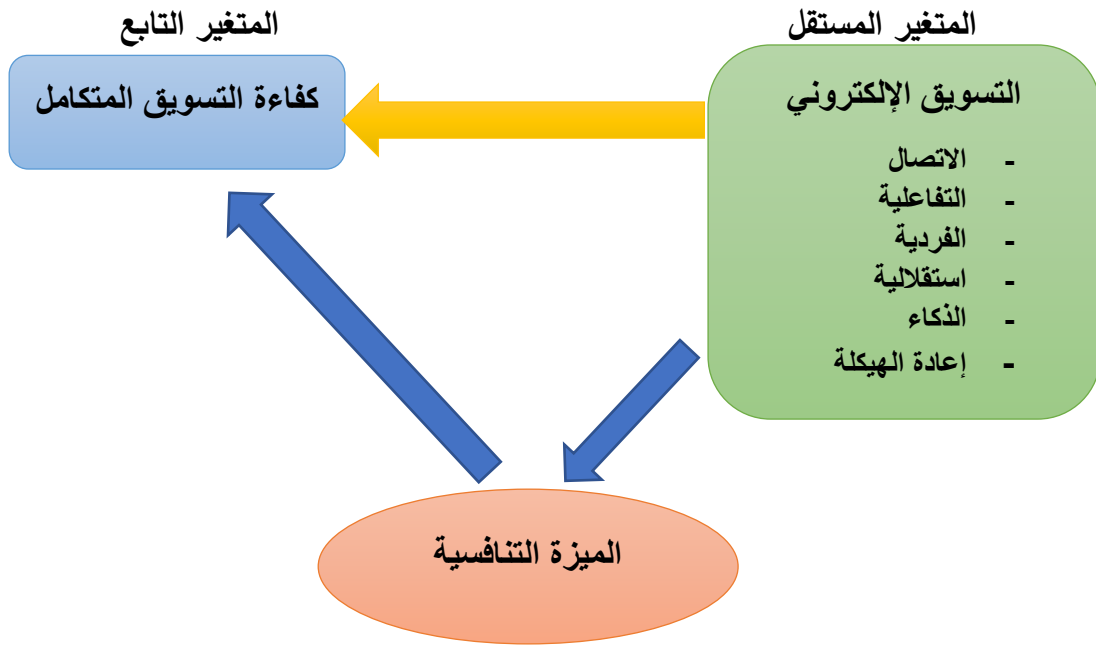 المتغير المستقل
المتغير التابع
التسويق الإلكتروني
- الاتصال
- التفاعلية
- الفردية
- استقلالية
- الذكاء
- إعادة الهيكلة
كفاءة التسويق المتكامل
الميزة التنافسية